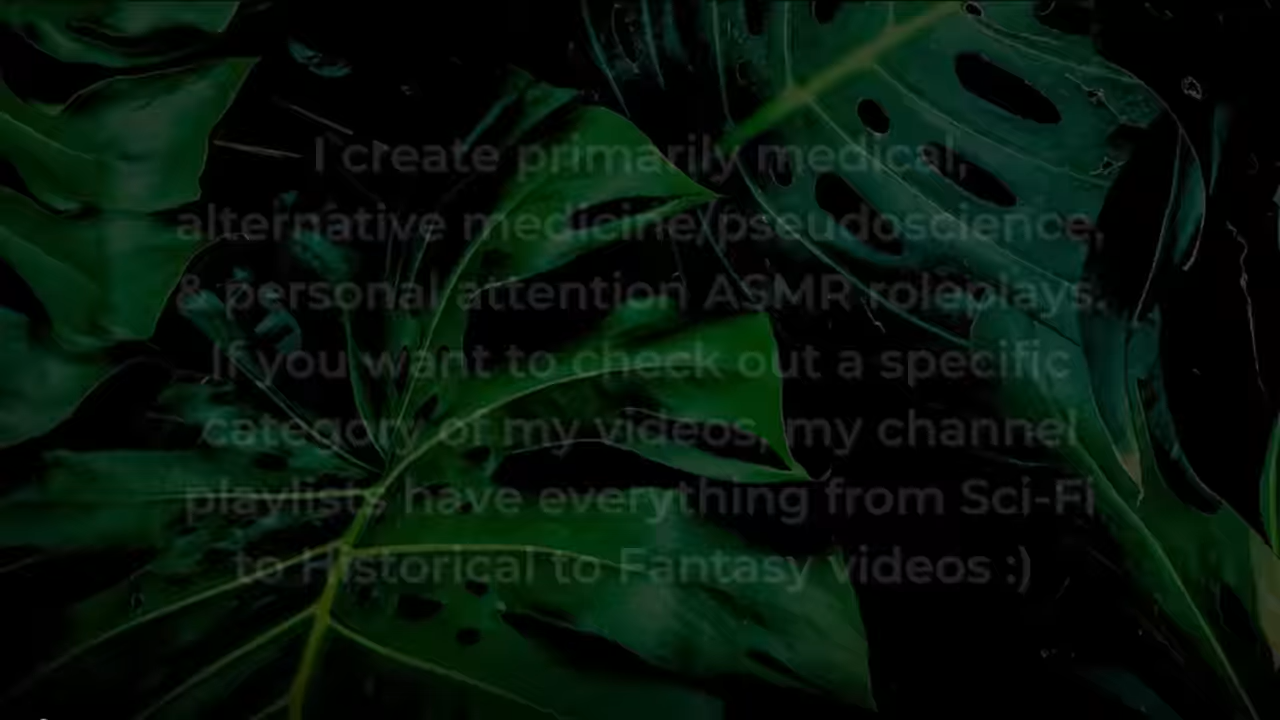 I create primarily medical,
alternative medicine/pseudoscience,
& personal attention ASMR roleplays.
If you want to check out a specific
category of my videos, my channel
playlists have everything from Sci-Fi
to Historical to Fantasy videos :)